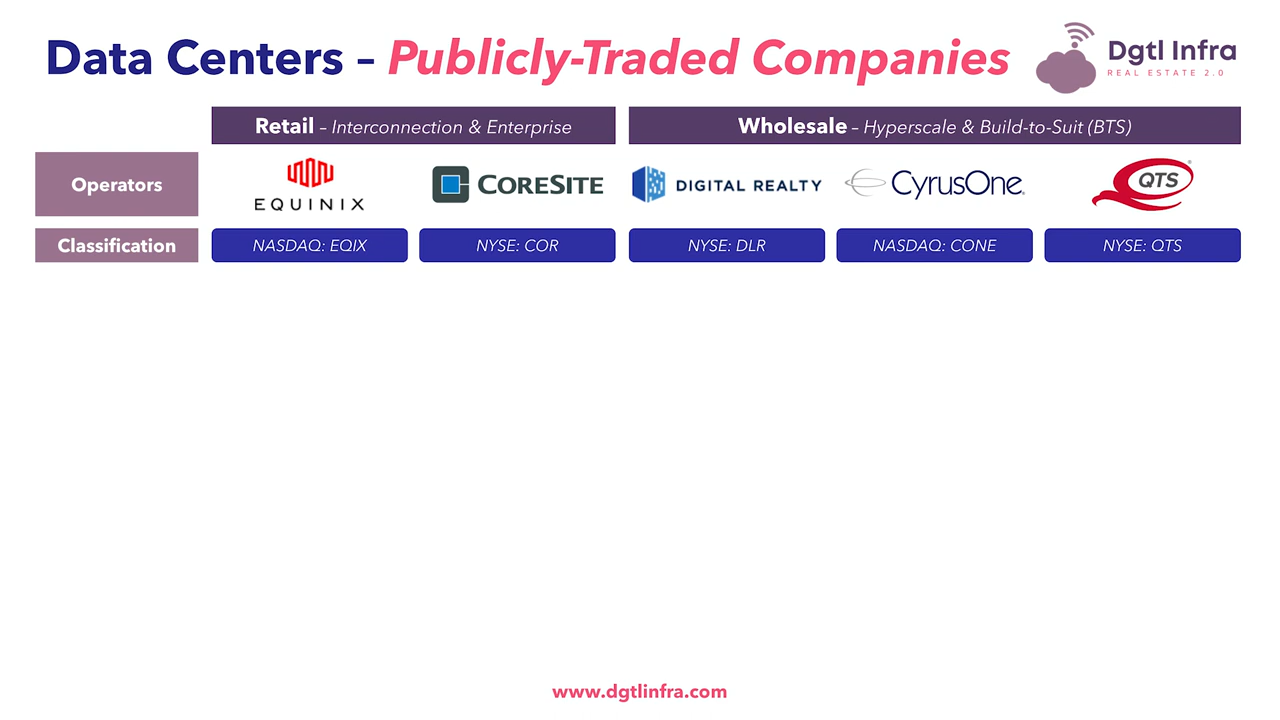 Data Centers – Publicly-Traded Companies
Dgtl Infra
REAL ESTATE 2.0
Retail – Interconnection & Enterprise
Wholesale – Hyperscale & Build-to-Suit (BTS)
Operators
EQUINIX
CORESITE
DIGITAL REALTY
CyrusOne
QTS
Classification
NASDAQ: EQIX
NYSE: COR
NYSE: DLR
NASDAQ: CONE
NYSE: QTS
www.dgtlinfra.com